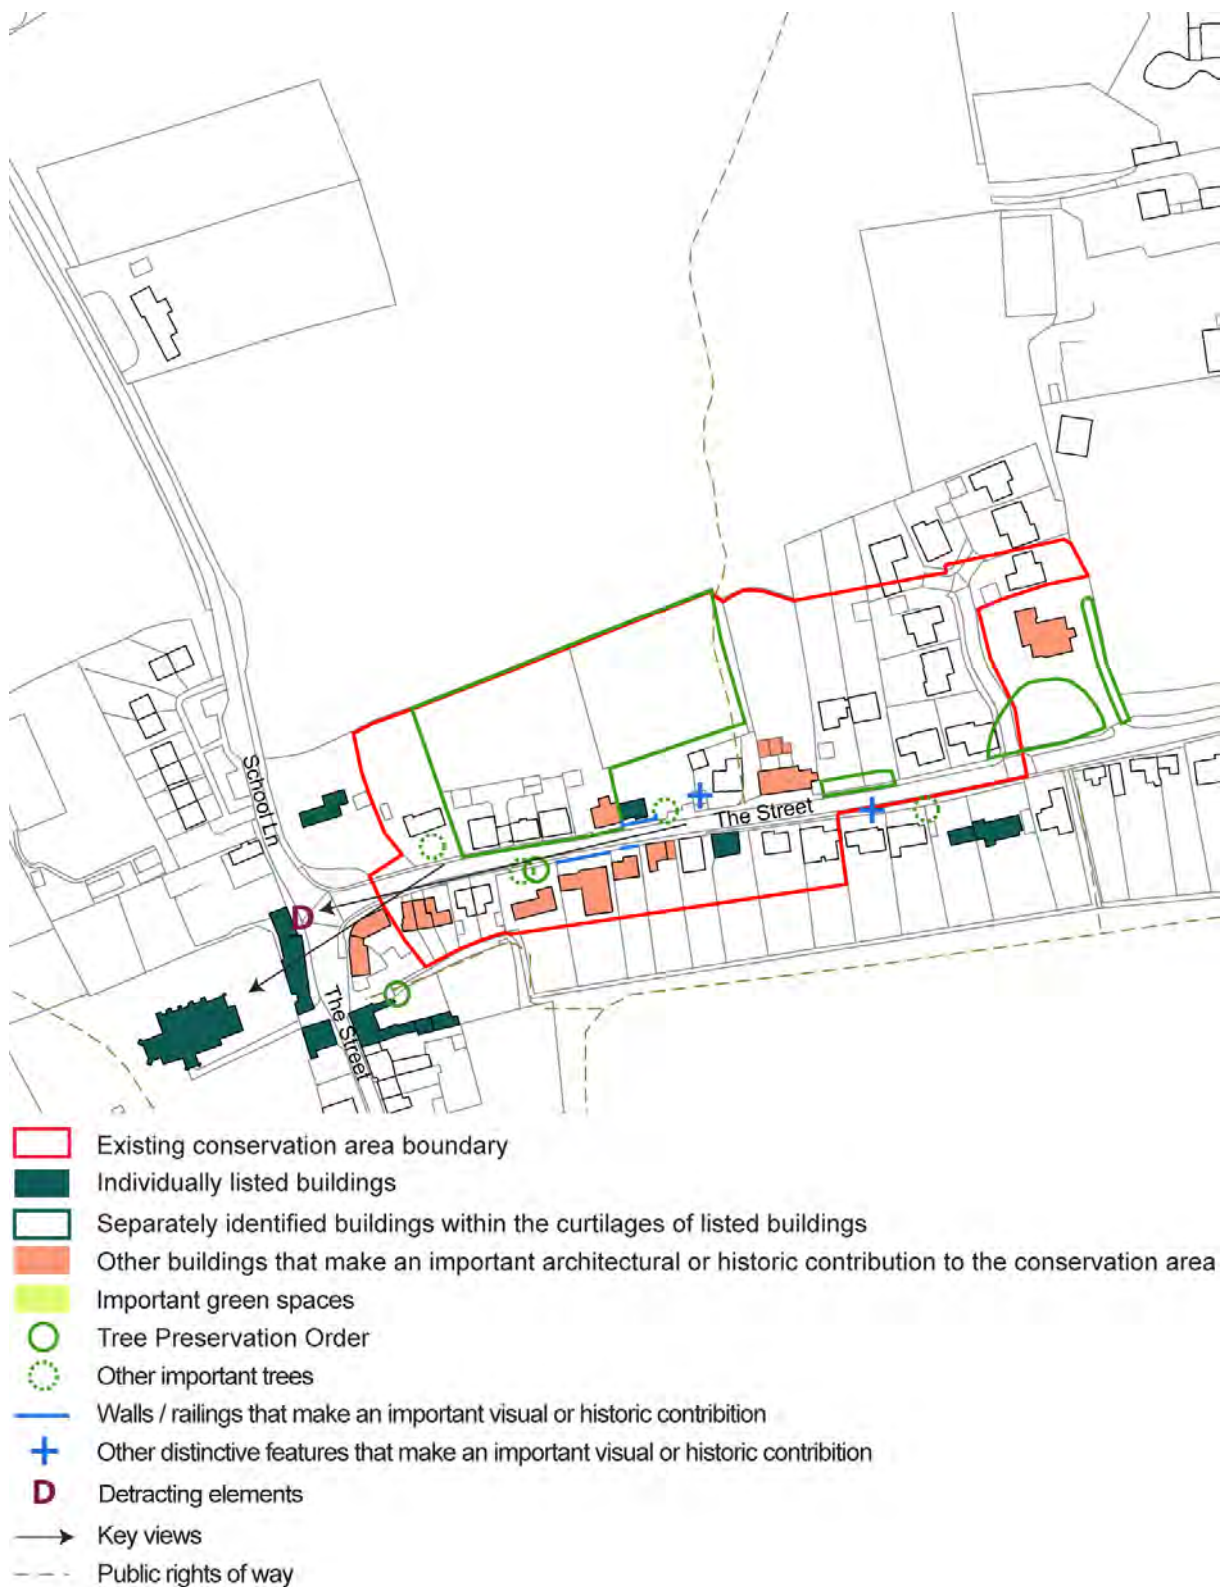 School Ln
The Street
D
The Street
Existing conservation area boundary
Individually listed buildings
Separately identified buildings within the curtilages of listed buildings
Other buildings that make an important architectural or historic contribution to the conservation area
Important green spaces
Tree Preservation Order
Other important trees
Walls / railings that make an important visual or historic contribition
Other distinctive features that make an important visual or historic contribition
D Detracting elements
Key views
Public rights of way